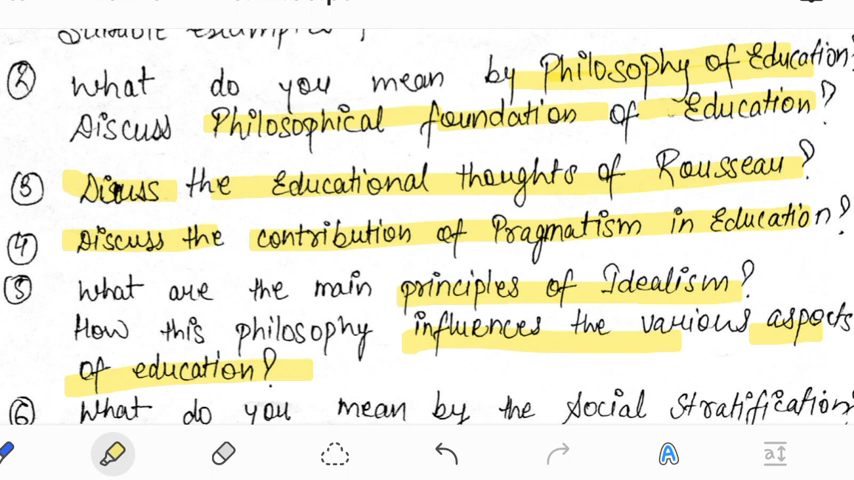 suitable examples?
② What do you mean by Philosophy of Education?
Discuss Philosophical foundation of Education?
③ Discuss the Educational thoughts of Rousseau?
④ Discuss the contribution of Pragmatism in Education?
⑤ What are the main principles of Idealism?
How this philosophy influences the various aspects
of education?
⑥ What do you mean by the Social Stratification?
A
a